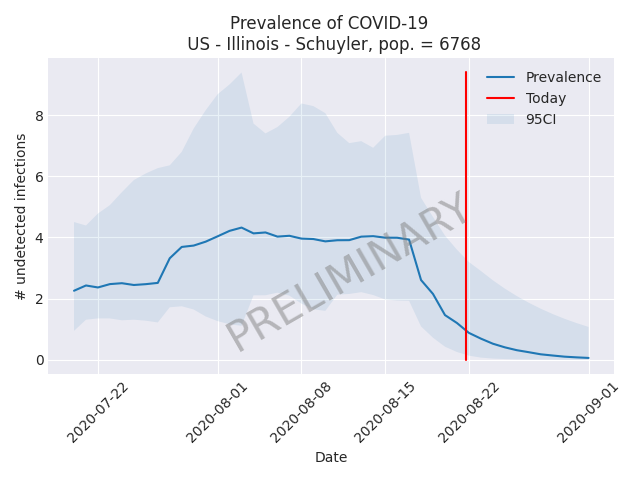 Prevalence of COVID-19
US - Illinois - Schuyler, pop. = 6768
Prevalence
Today
95CI
# undetected infections
8
6
4
2
0
PRELIMINARY
2020-07-22
2020-08-01
2020-08-08
2020-08-15
2020-08-22
2020-09-01
Date